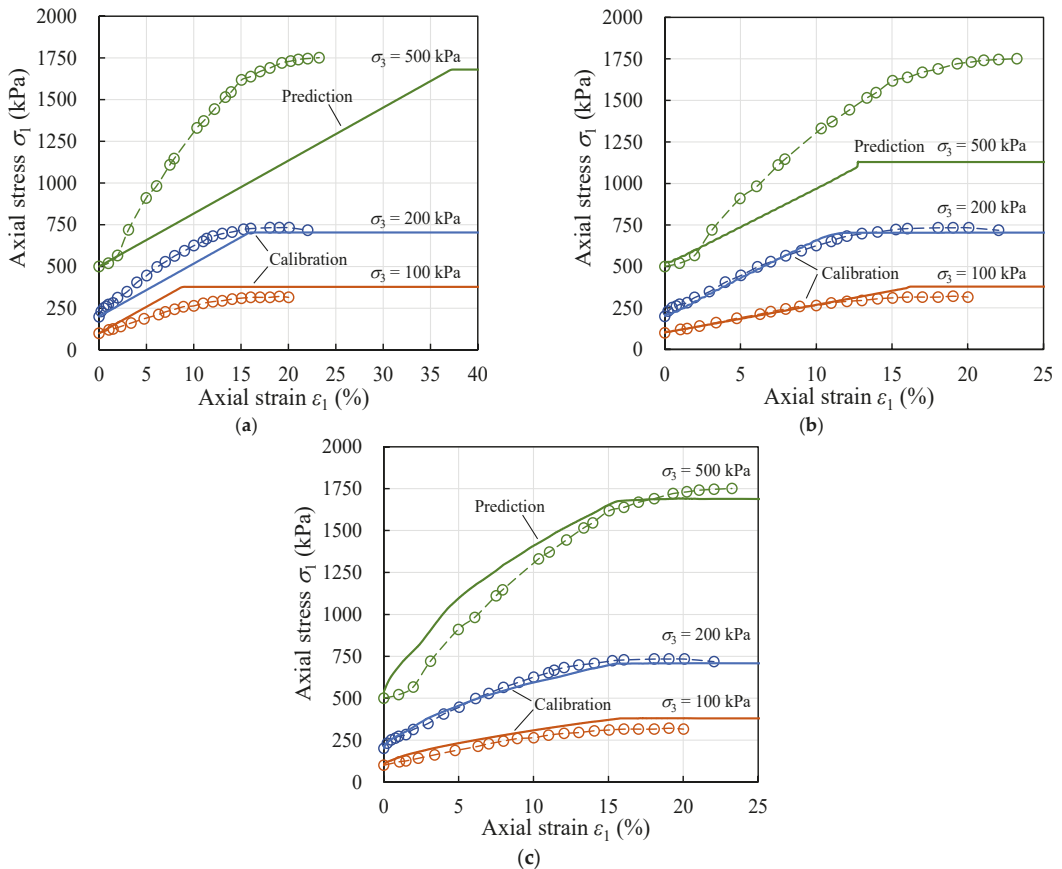 2000
1750
1500
1250
1000
750
500
250
0
Axial stress σ1 (kPa)
σ3 = 500 kPa
Prediction
σ3 = 200 kPa
Calibration
σ3 = 100 kPa
0 5 10 15 20 25 30 35 40
Axial strain ε1 (%)
(a)
2000
1750
1500
1250
1000
750
500
250
0
Axial stress σ1 (kPa)
Prediction
σ3 = 500 kPa
σ3 = 200 kPa
Calibration
σ3 = 100 kPa
0 5 10 15 20 25
Axial strain ε1 (%)
(b)
2000
1750
1500
1250
1000
750
500
250
0
Axial stress σ1 (kPa)
σ3 = 500 kPa
Prediction
σ3 = 200 kPa
Calibration
σ3 = 100 kPa
0 5 10 15 20 25
Axial strain ε1 (%)
(c)